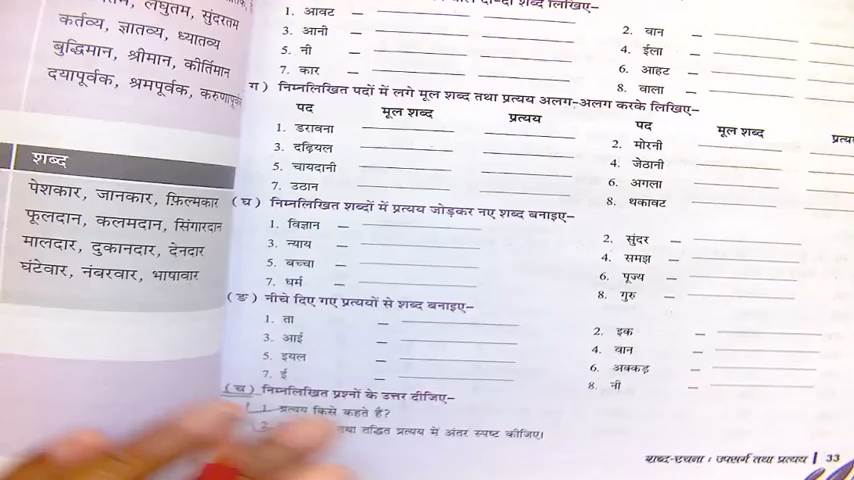 लघुतम, सुंदरतम
कर्तव्य, ज्ञातव्य, ध्यातव्य
बुद्धिमान, श्रीमान, कीर्तिमान
दयापूर्वक, श्रमपूर्वक, करुणापूर्वक
शब्द
पेशकार, जानकार, फ़िल्मकार
फूलदान, कलमदान, सिंगारदान
मालदार, दुकानदार, देनदार
घंटेवार, नंबरवार, भाषावार
दो-दो शब्द लिखिए–
1. आवट – 2. वान –
3. आनी – 4. ईला –
5. नी – 6. आहट –
7. कार – 8. वाला –
ग) निम्नलिखित पदों में लगे मूल शब्द तथा प्रत्यय अलग-अलग करके लिखिए–
पद मूल शब्द प्रत्यय पद मूल शब्द
1. डरावना 2. मोरनी
3. दढ़ियल 4. जेठानी
5. चायदानी 6. अगला
7. उठान 8. थकावट
(घ) निम्नलिखित शब्दों में प्रत्यय जोड़कर नए शब्द बनाइए–
1. विज्ञान – 2. सुंदर –
3. न्याय – 4. समझ –
5. बच्चा – 6. पूज्य –
7. धर्म – 8. गुरु –
(ङ) नीचे दिए गए प्रत्ययों से शब्द बनाइए–
1. ता – 2. इक –
3. आई – 4. वान –
5. इयल – 6. अक्कड़ –
7. ई – 8. नी –
(च) निम्नलिखित प्रश्नों के उत्तर दीजिए–
1. प्रत्यय किसे कहते हैं?
2. तथा तद्धित प्रत्यय में अंतर स्पष्ट कीजिए।
शब्द-रचना : उपसर्ग तथा प्रत्यय | 33